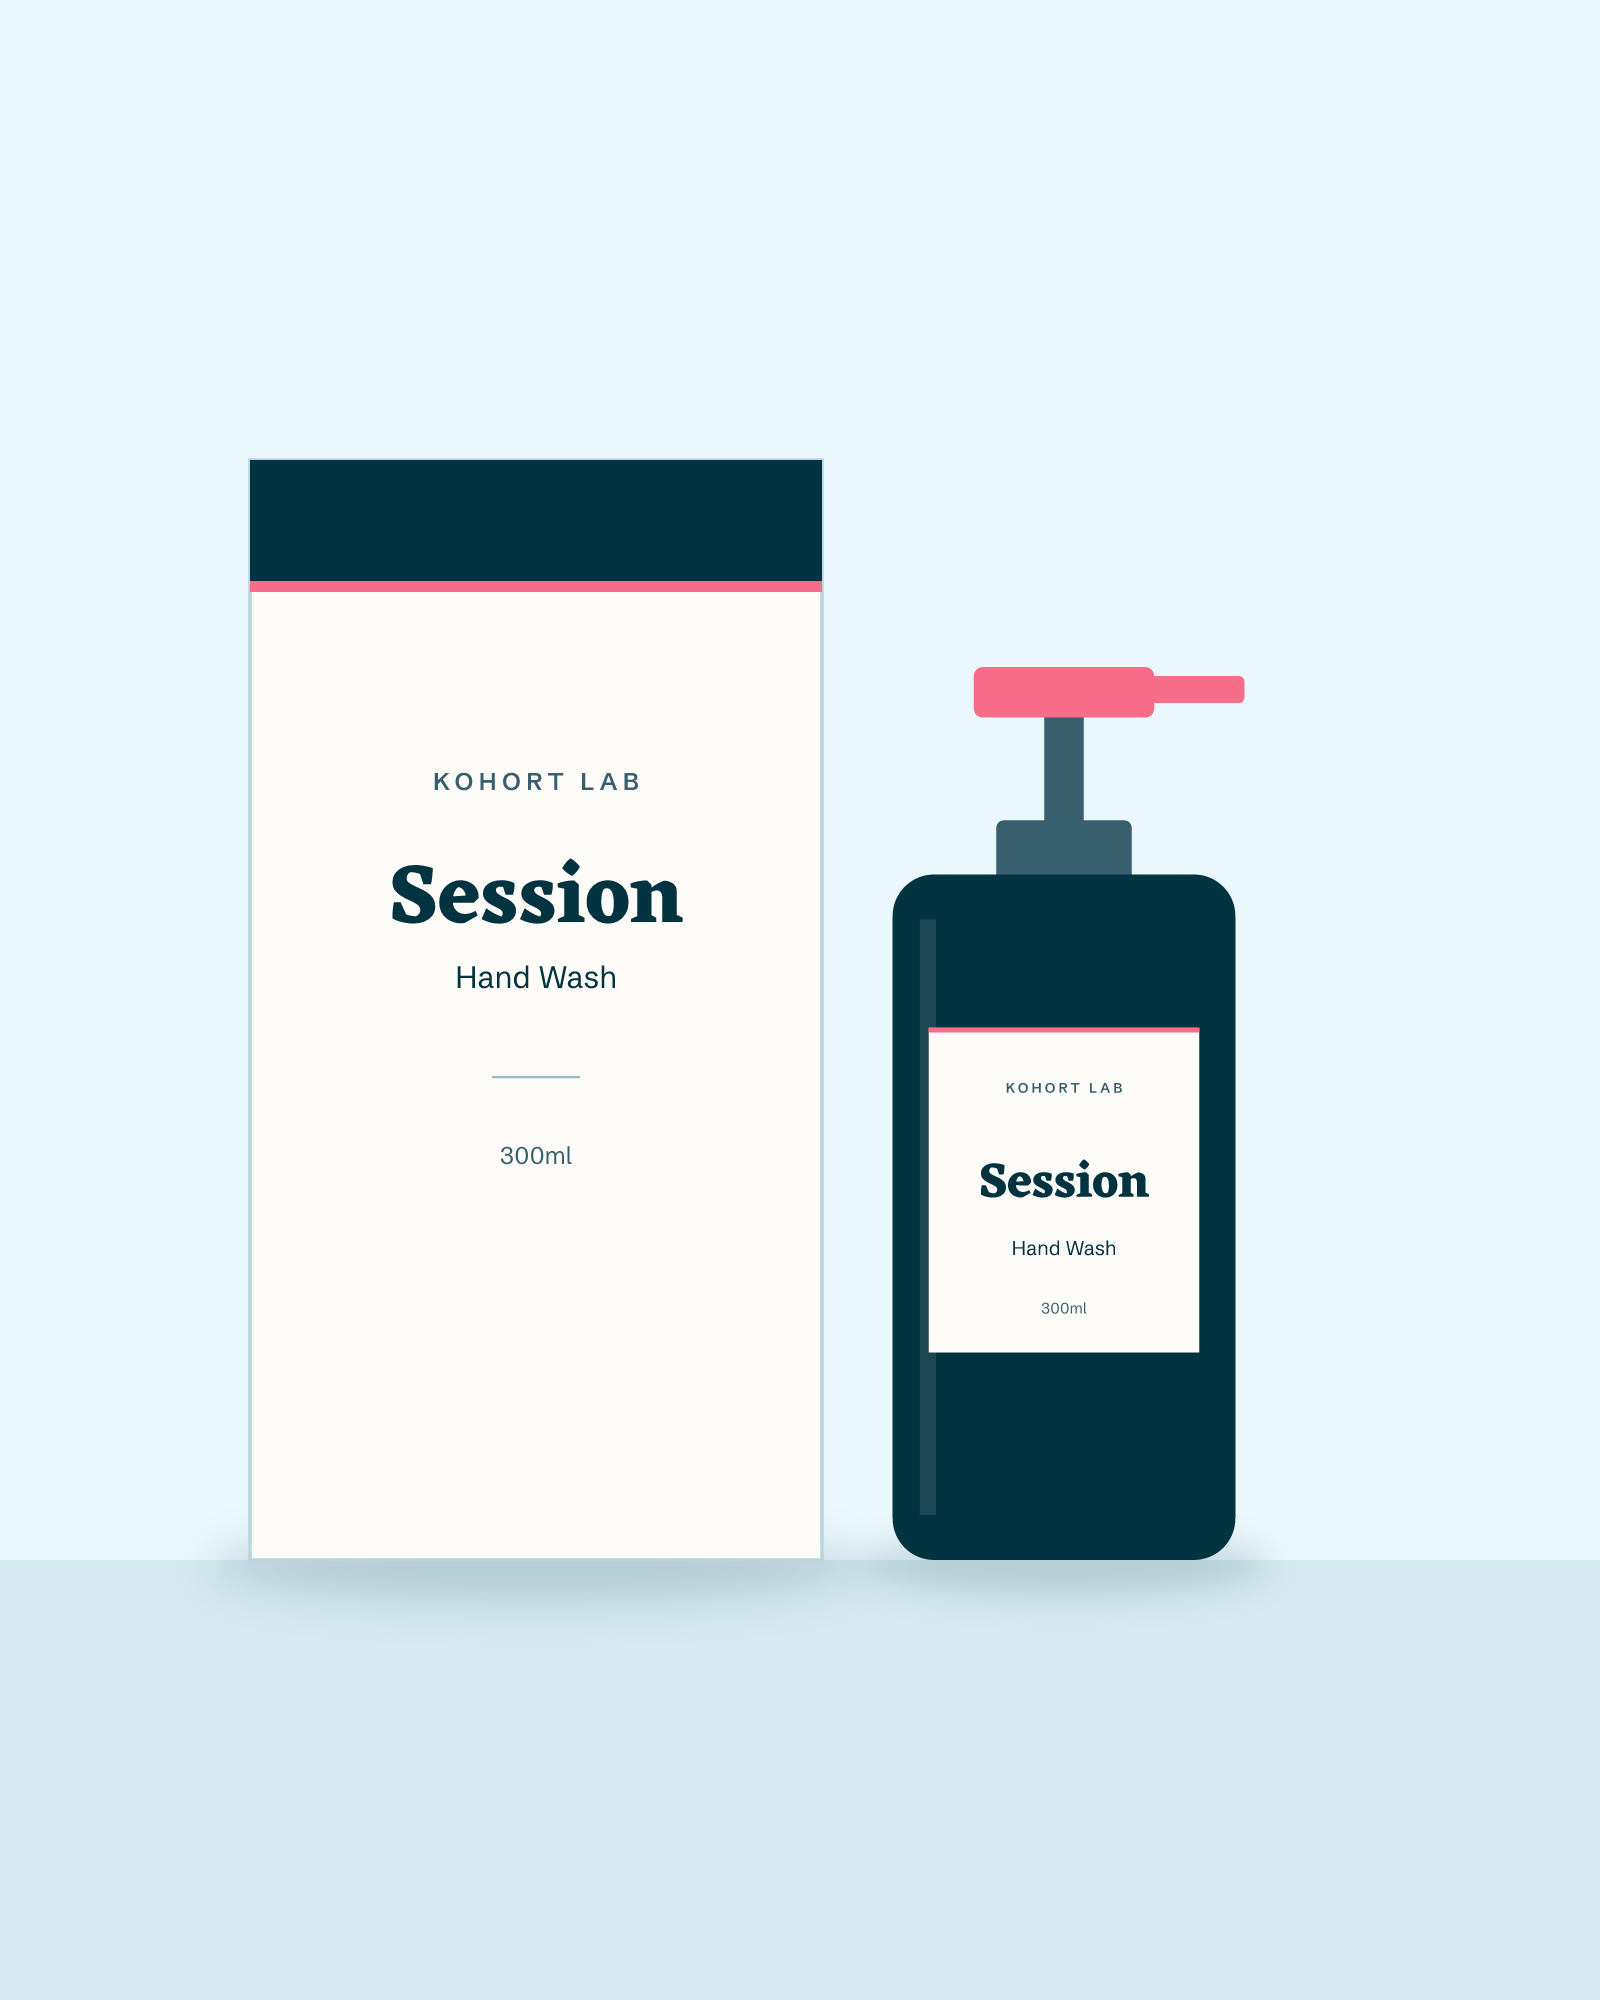 KOHORT LAB
Session
Hand Wash
300ml
KOHORT LAB
Session
Hand Wash
300ml